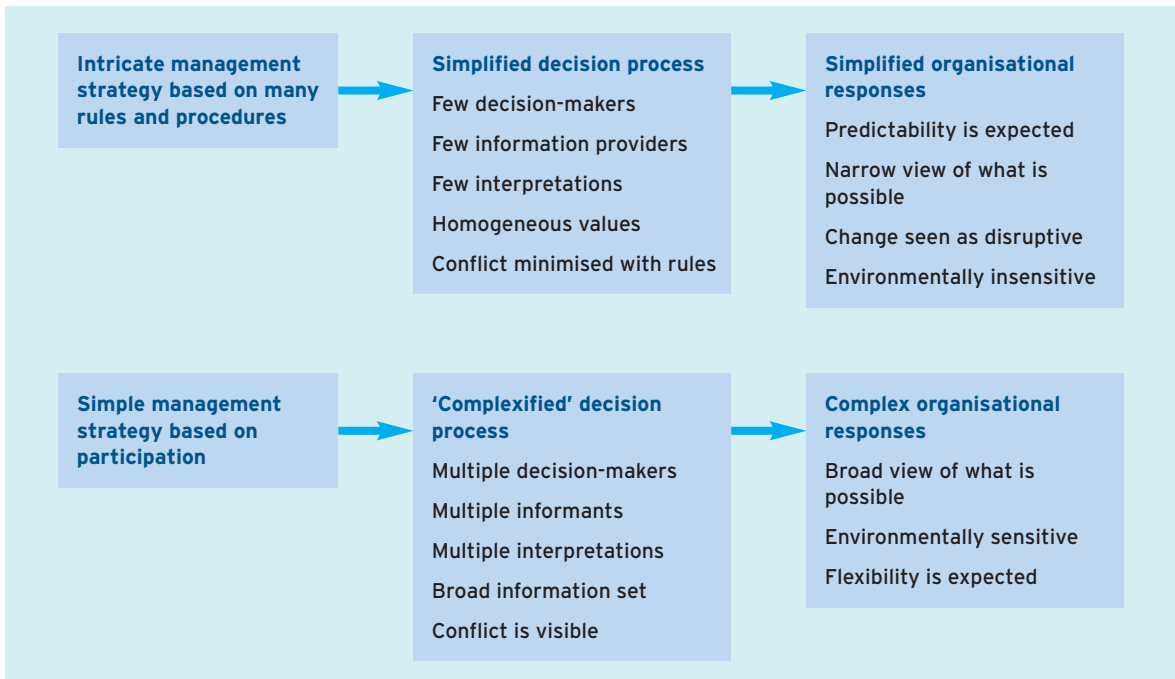 Intricate management
strategy based on many
rules and procedures
Simplified decision process
Few decision-makers
Few information providers
Few interpretations
Homogeneous values
Conflict minimised with rules
Simplified organisational
responses
Predictability is expected
Narrow view of what is
possible
Change seen as disruptive
Environmentally insensitive
Simple management
strategy based on
participation
‘Complexified’ decision
process
Multiple decision-makers
Multiple informants
Multiple interpretations
Broad information set
Conflict is visible
Complex organisational
responses
Broad view of what is
possible
Environmentally sensitive
Flexibility is expected